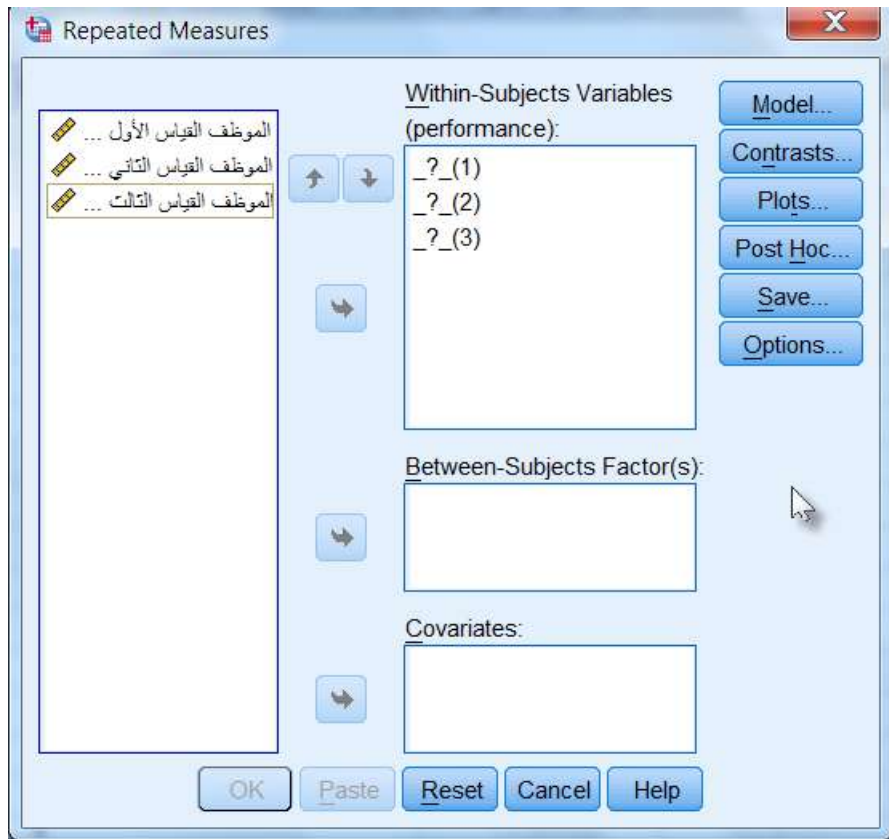 Repeated Measures
الموظف القياس الأول ...
الموظف القياس الثاني ...
الموظف القياس الثالث ...
Within-Subjects Variables
(performance):
_?_(1)
_?_(2)
_?_(3)
Between-Subjects Factor(s):
Covariates:
Model...
Contrasts...
Plots...
Post Hoc...
Save...
Options...
OK
Paste
Reset
Cancel
Help